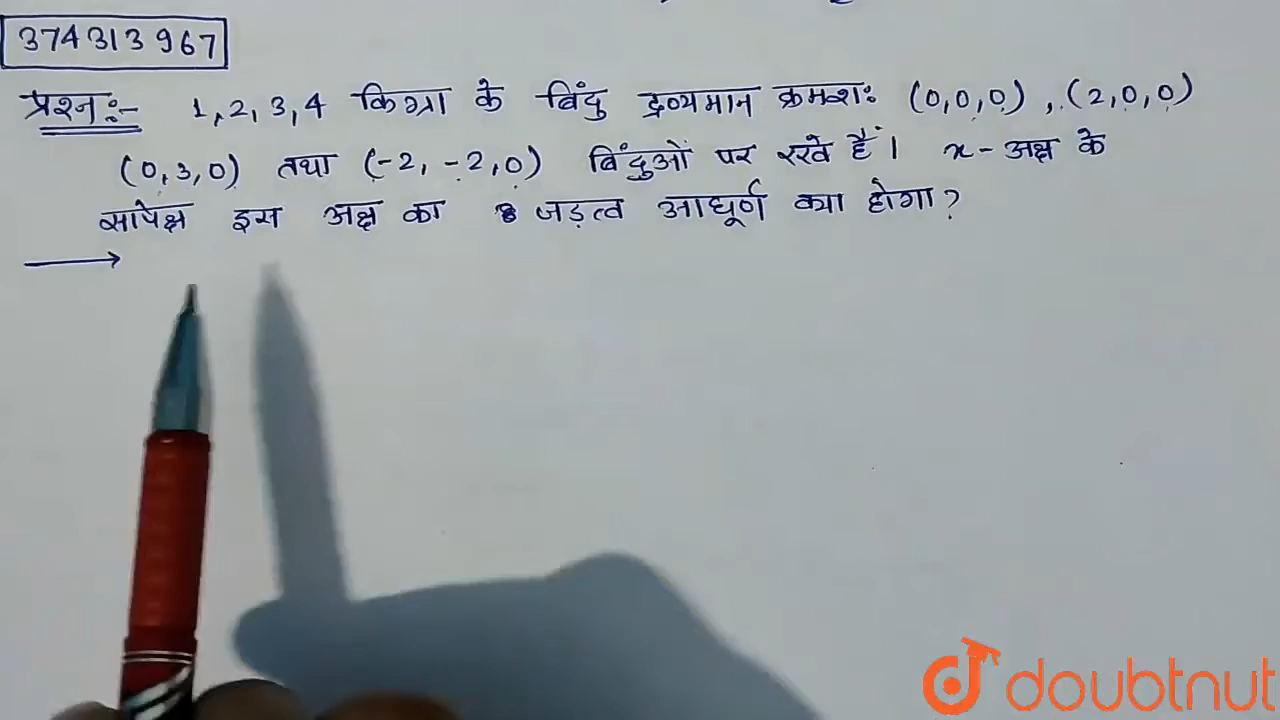 374313967
प्रश्न:- 1,2,3,4 किग्रा के बिंदु द्रव्यमान क्रमशः (0,0,0), (2,0,0)
(0,3,0) तथा (-2,-2,0) बिंदुओं पर रखे हैं। x-अक्ष के
सापेक्ष इस अक्ष का जड़त्व आघूर्ण क्या होगा?
doubtnut